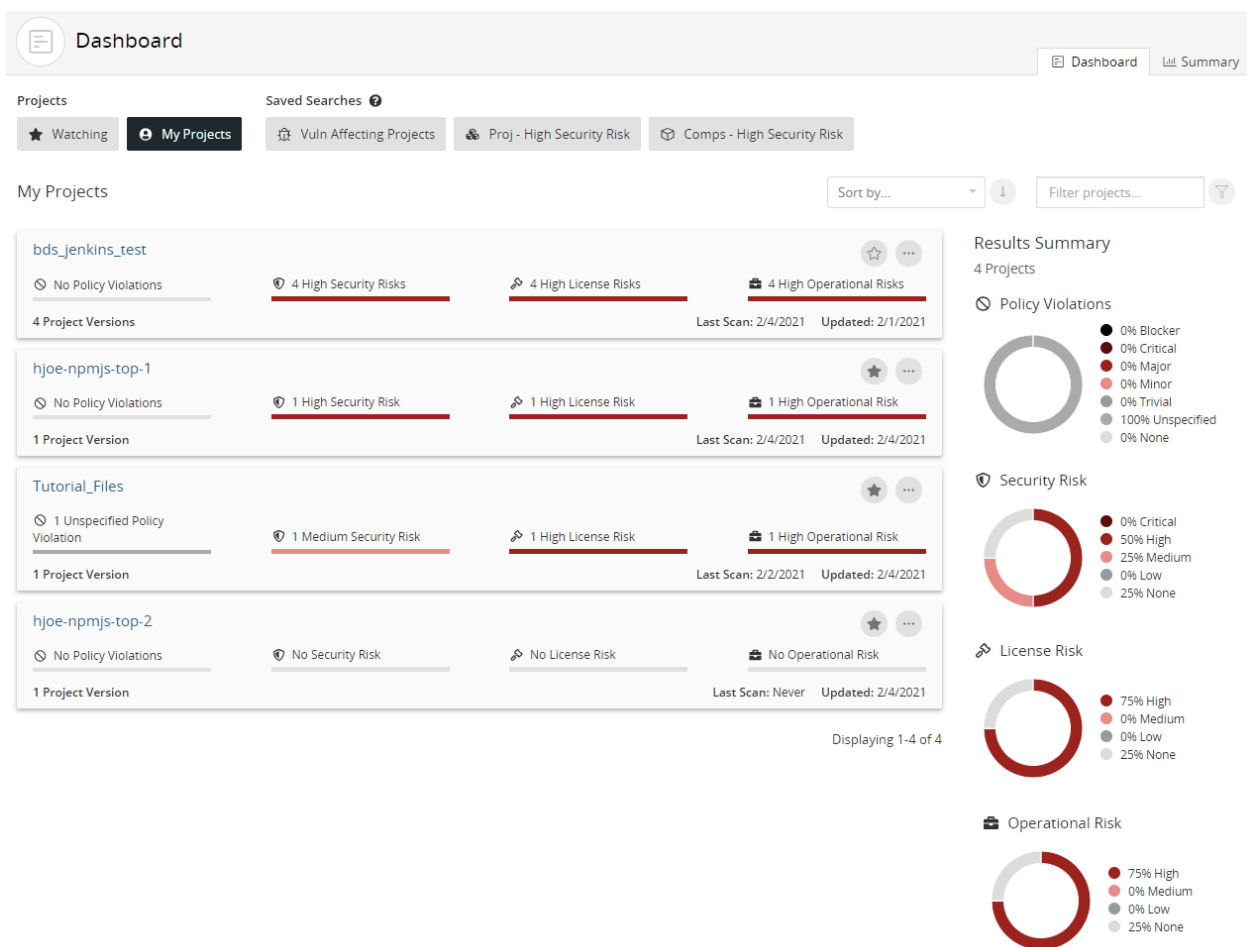 Dashboard
Dashboard
Summary
Projects
Saved Searches ?
Watching
My Projects
Vuln Affecting Projects
Proj - High Security Risk
Comps - High Security Risk
My Projects
Sort by...
Filter projects...
bds_jenkins_test
No Policy Violations
4 High Security Risks
4 High License Risks
4 High Operational Risks
4 Project Versions
Last Scan: 2/4/2021
Updated: 2/1/2021
hjoe-npmjs-top-1
No Policy Violations
1 High Security Risk
1 High License Risk
1 High Operational Risk
1 Project Version
Last Scan: 2/4/2021
Updated: 2/4/2021
Tutorial_Files
1 Unspecified Policy
Violation
1 Medium Security Risk
1 High License Risk
1 High Operational Risk
1 Project Version
Last Scan: 2/2/2021
Updated: 2/4/2021
hjoe-npmjs-top-2
No Policy Violations
No Security Risk
No License Risk
No Operational Risk
1 Project Version
Last Scan: Never
Updated: 2/4/2021
Displaying 1-4 of 4
Results Summary
4 Projects
Policy Violations
0% Blocker
0% Critical
0% Major
0% Minor
0% Trivial
100% Unspecified
0% None
Security Risk
0% Critical
50% High
25% Medium
0% Low
25% None
License Risk
75% High
0% Medium
0% Low
25% None
Operational Risk
75% High
0% Medium
0% Low
25% None